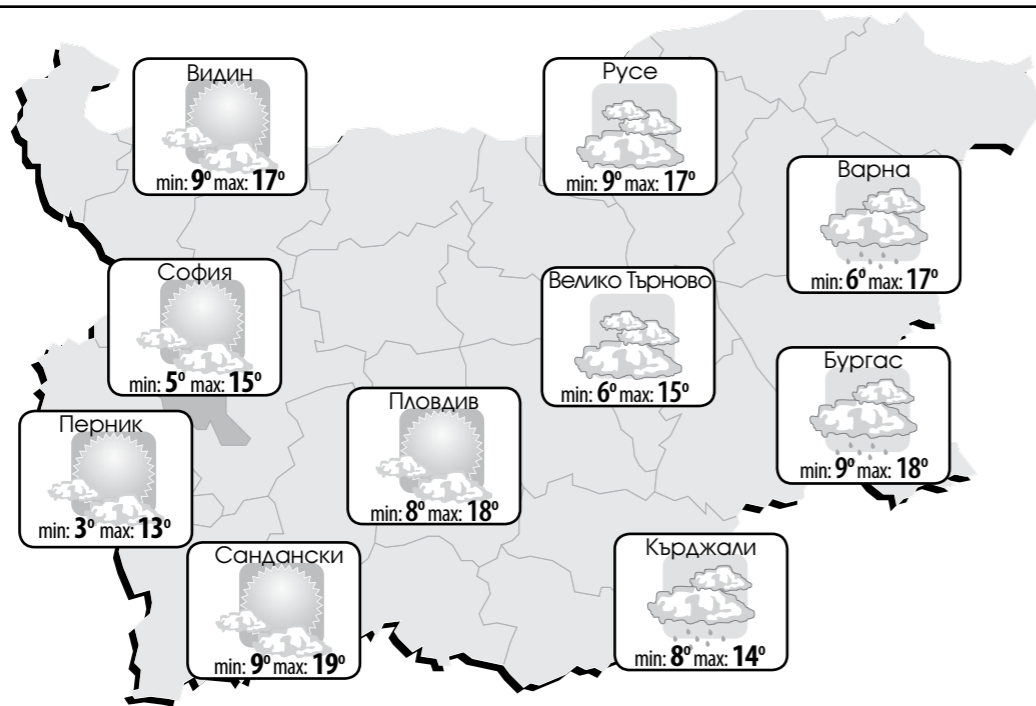 Видин
min: 9° max: 17°
Русе
min: 9° max: 17°
Варна
min: 6° max: 17°
София
min: 5° max: 15°
Велико Търново
min: 6° max: 15°
Бургас
min: 9° max: 18°
Пловдив
min: 8° max: 18°
Перник
min: 3° max: 13°
Сандански
min: 9° max: 19°
Кърджали
min: 8° max: 14°